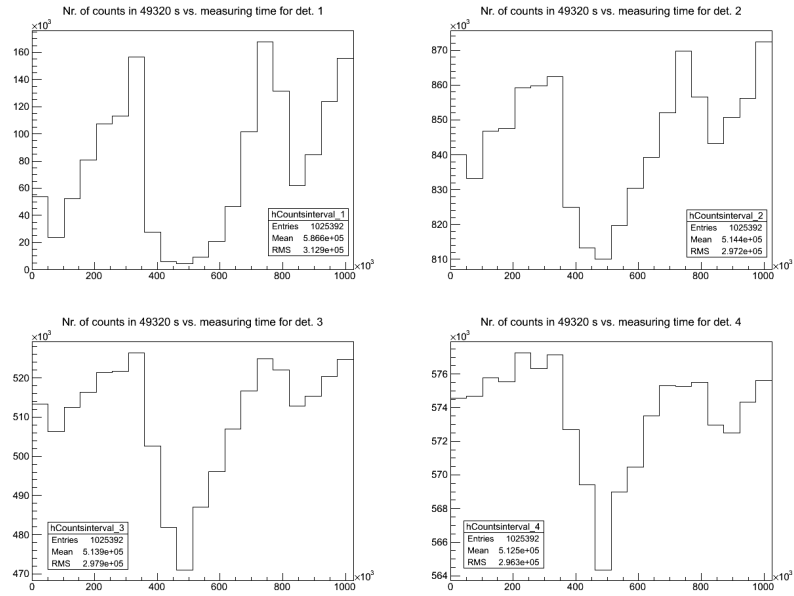 Nr. of counts in 49320 s vs. measuring time for det. 1
×10³
160
140
120
100
80
60
40
20
0
hCountsinterval_1
Entries 1025392
Mean 5.866e+05
RMS 3.129e+05
0 200 400 600 800 1000
×10³
Nr. of counts in 49320 s vs. measuring time for det. 2
×10³
870
860
850
840
830
820
810
hCountsinterval_2
Entries 1025392
Mean 5.144e+05
RMS 2.972e+05
0 200 400 600 800 1000
×10³
Nr. of counts in 49320 s vs. measuring time for det. 3
×10³
520
510
500
490
480
470
hCountsinterval_3
Entries 1025392
Mean 5.139e+05
RMS 2.979e+05
0 200 400 600 800 1000
×10³
Nr. of counts in 49320 s vs. measuring time for det. 4
×10³
576
574
572
570
568
566
564
hCountsinterval_4
Entries 1025392
Mean 5.125e+05
RMS 2.963e+05
0 200 400 600 800 1000
×10³